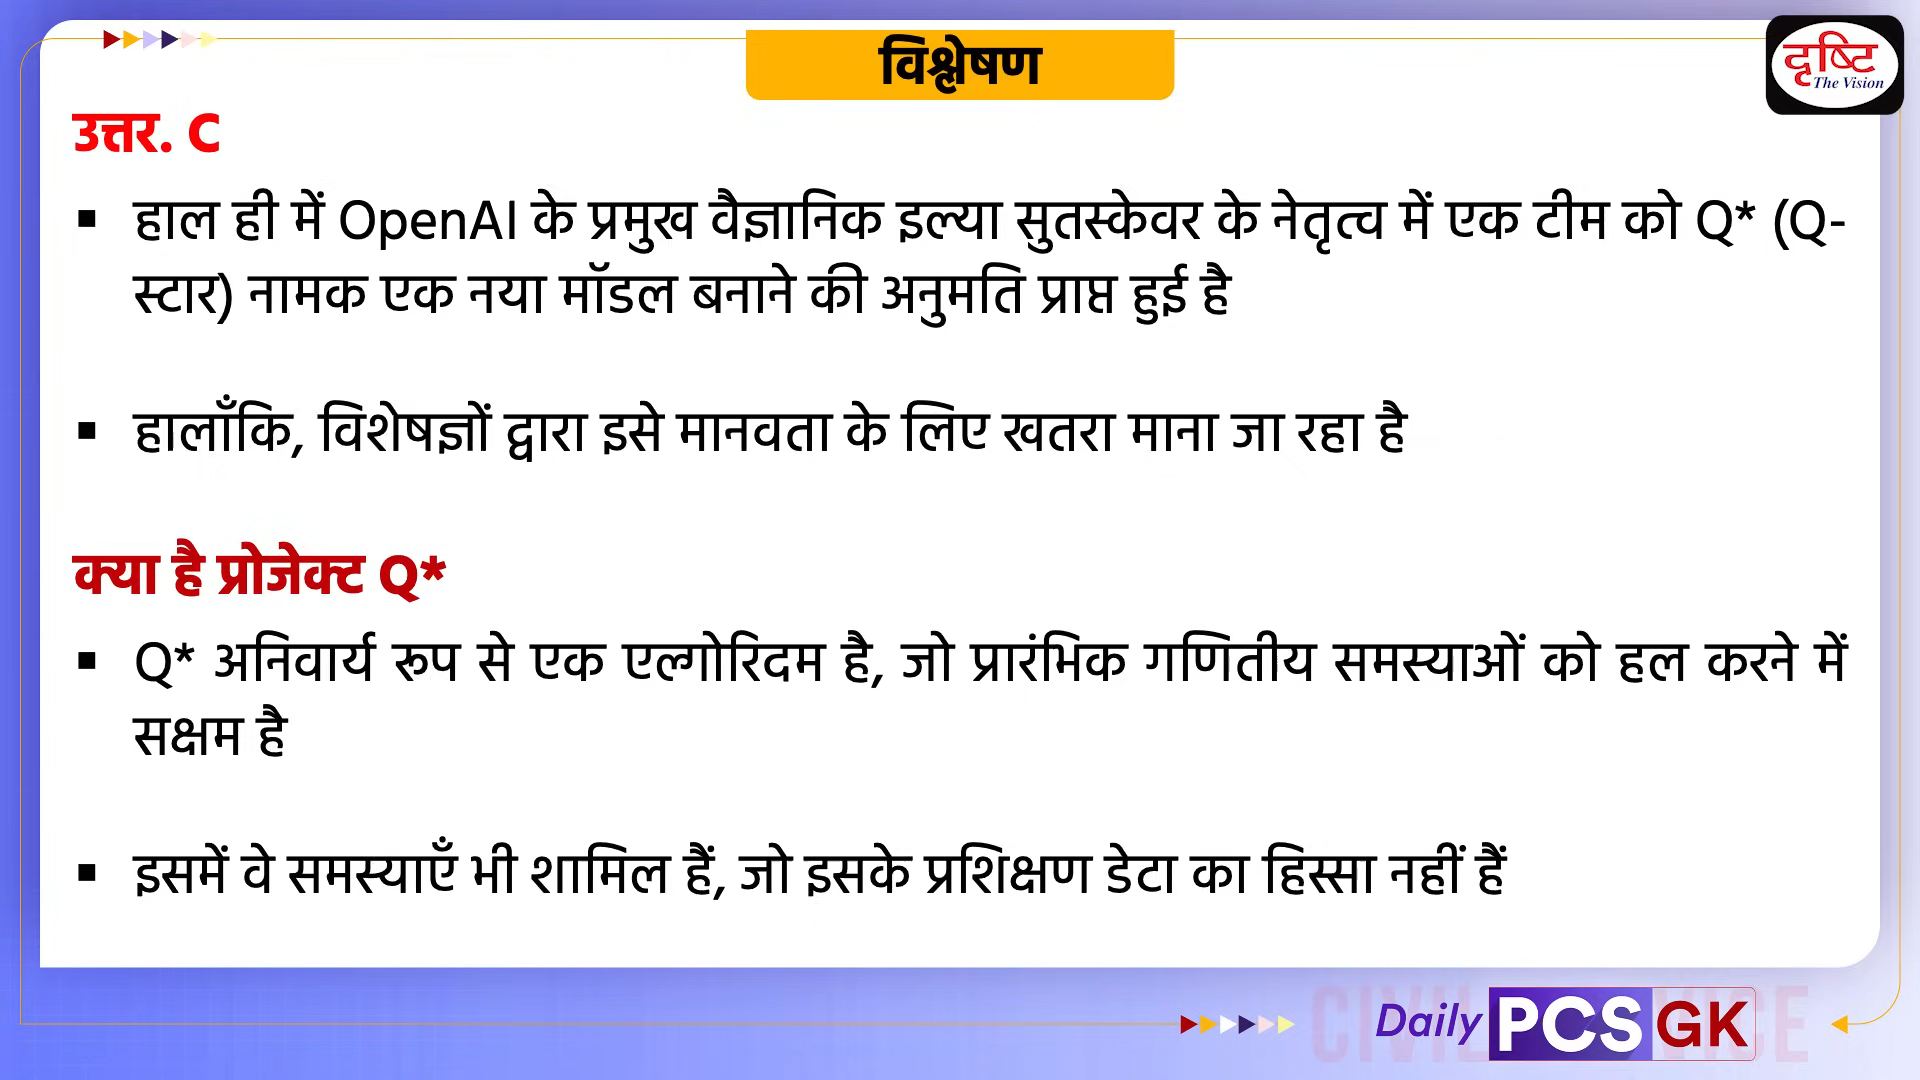 विश्लेषण
दृष्टि
The Vision
उत्तर. C
▪ हाल ही में OpenAI के प्रमुख वैज्ञानिक इल्या सुतस्केवर के नेतृत्व में एक टीम को Q* (Q-
स्टार) नामक एक नया मॉडल बनाने की अनुमति प्राप्त हुई है
▪ हालाँकि, विशेषज्ञों द्वारा इसे मानवता के लिए खतरा माना जा रहा है
क्या है प्रोजेक्ट Q*
▪ Q* अनिवार्य रूप से एक एल्गोरिदम है, जो प्रारंभिक गणितीय समस्याओं को हल करने में
सक्षम है
▪ इसमें वे समस्याएँ भी शामिल हैं, जो इसके प्रशिक्षण डेटा का हिस्सा नहीं हैं
Daily PCS GK